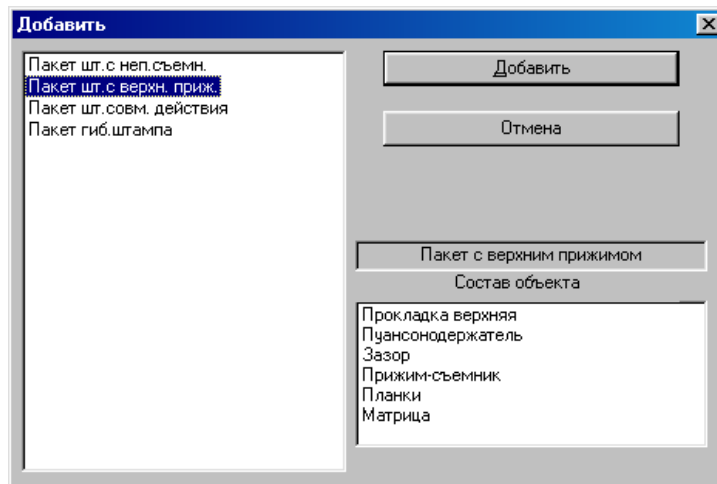 Добавить
Пакет шт.с неп.съемн.
Пакет шт.с верхн. приж.
Пакет шт.совм. действия
Пакет гиб.штампа
Добавить
Отмена
Пакет с верхним прижимом
Состав объекта
Прокладка верхняя
Пуансонодержатель
Зазор
Прижим-съемник
Планки
Матрица